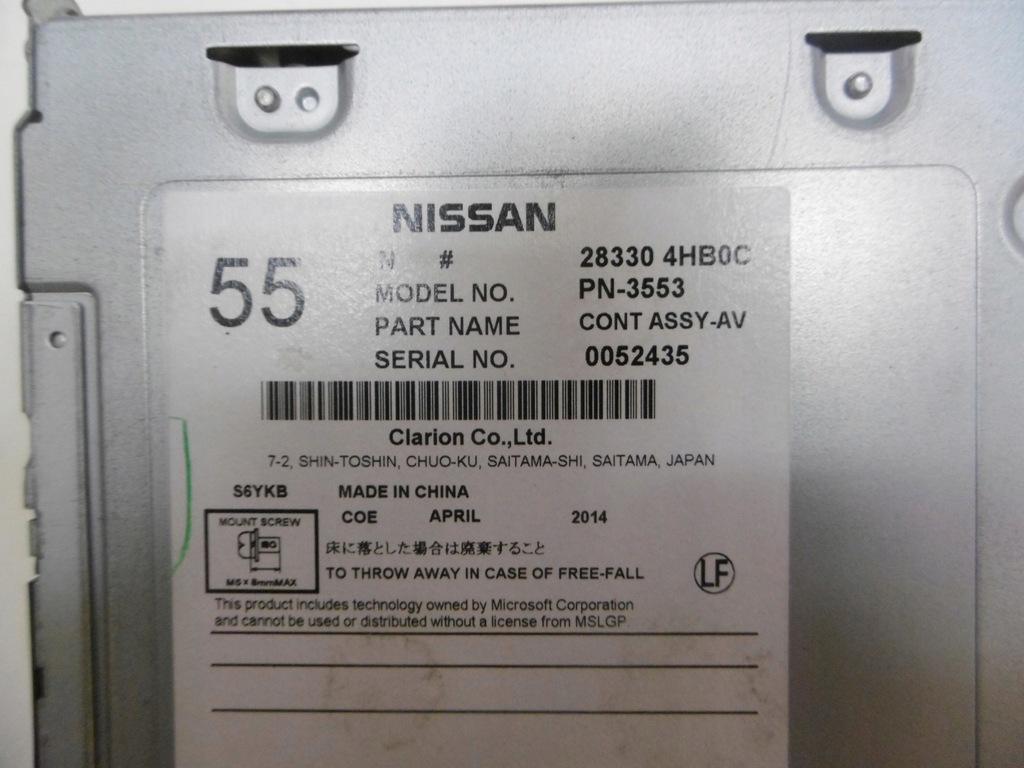 NISSAN
55
N #
28330 4HB0C
MODEL NO.
PN-3553
PART NAME
CONT ASSY-AV
SERIAL NO.
0052435
Clarion Co.,Ltd.
7-2, SHIN-TOSHIN, CHUO-KU, SAITAMA-SHI, SAITAMA, JAPAN
S6YKB MADE IN CHINA
COE APRIL 2014
MOUNT SCREW
M5 × 8mmMAX
床に落とした場合は廃棄すること
TO THROW AWAY IN CASE OF FREE-FALL
LF
This product includes technology owned by Microsoft Corporation
and cannot be used or distributed without a license from MSLGP